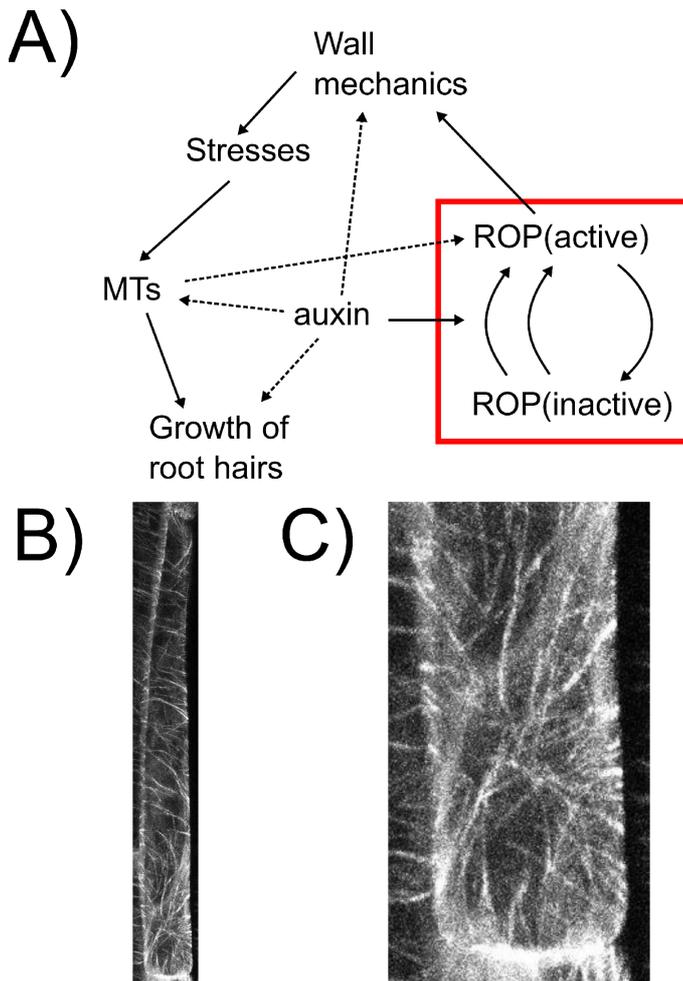 A)
Wall
mechanics
Stresses
ROP(active)
MTs
auxin
ROP(inactive)
Growth of
root hairs
B)
C)